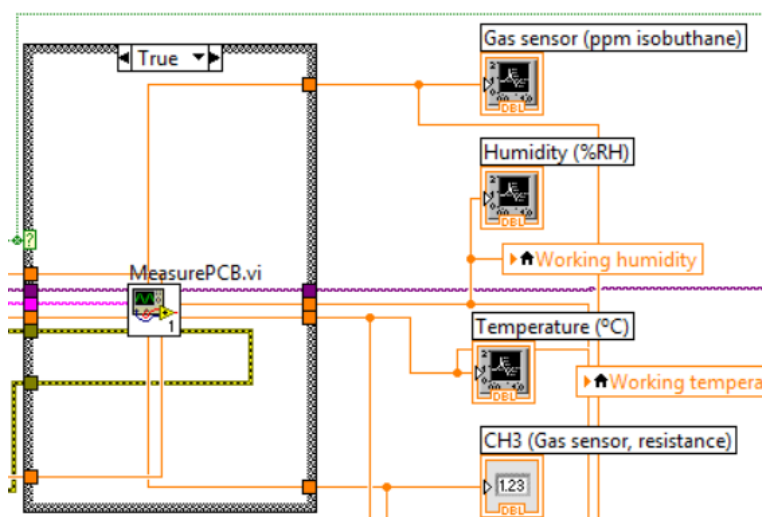 Gas sensor (ppm isobuthane)
True
DBL
Humidity (%RH)
DBL
?
Working humidity
MeasurePCB.vi
1
Temperature (ºC)
DBL
Working tempera
CH3 (Gas sensor, resistance)
1.23
DBL